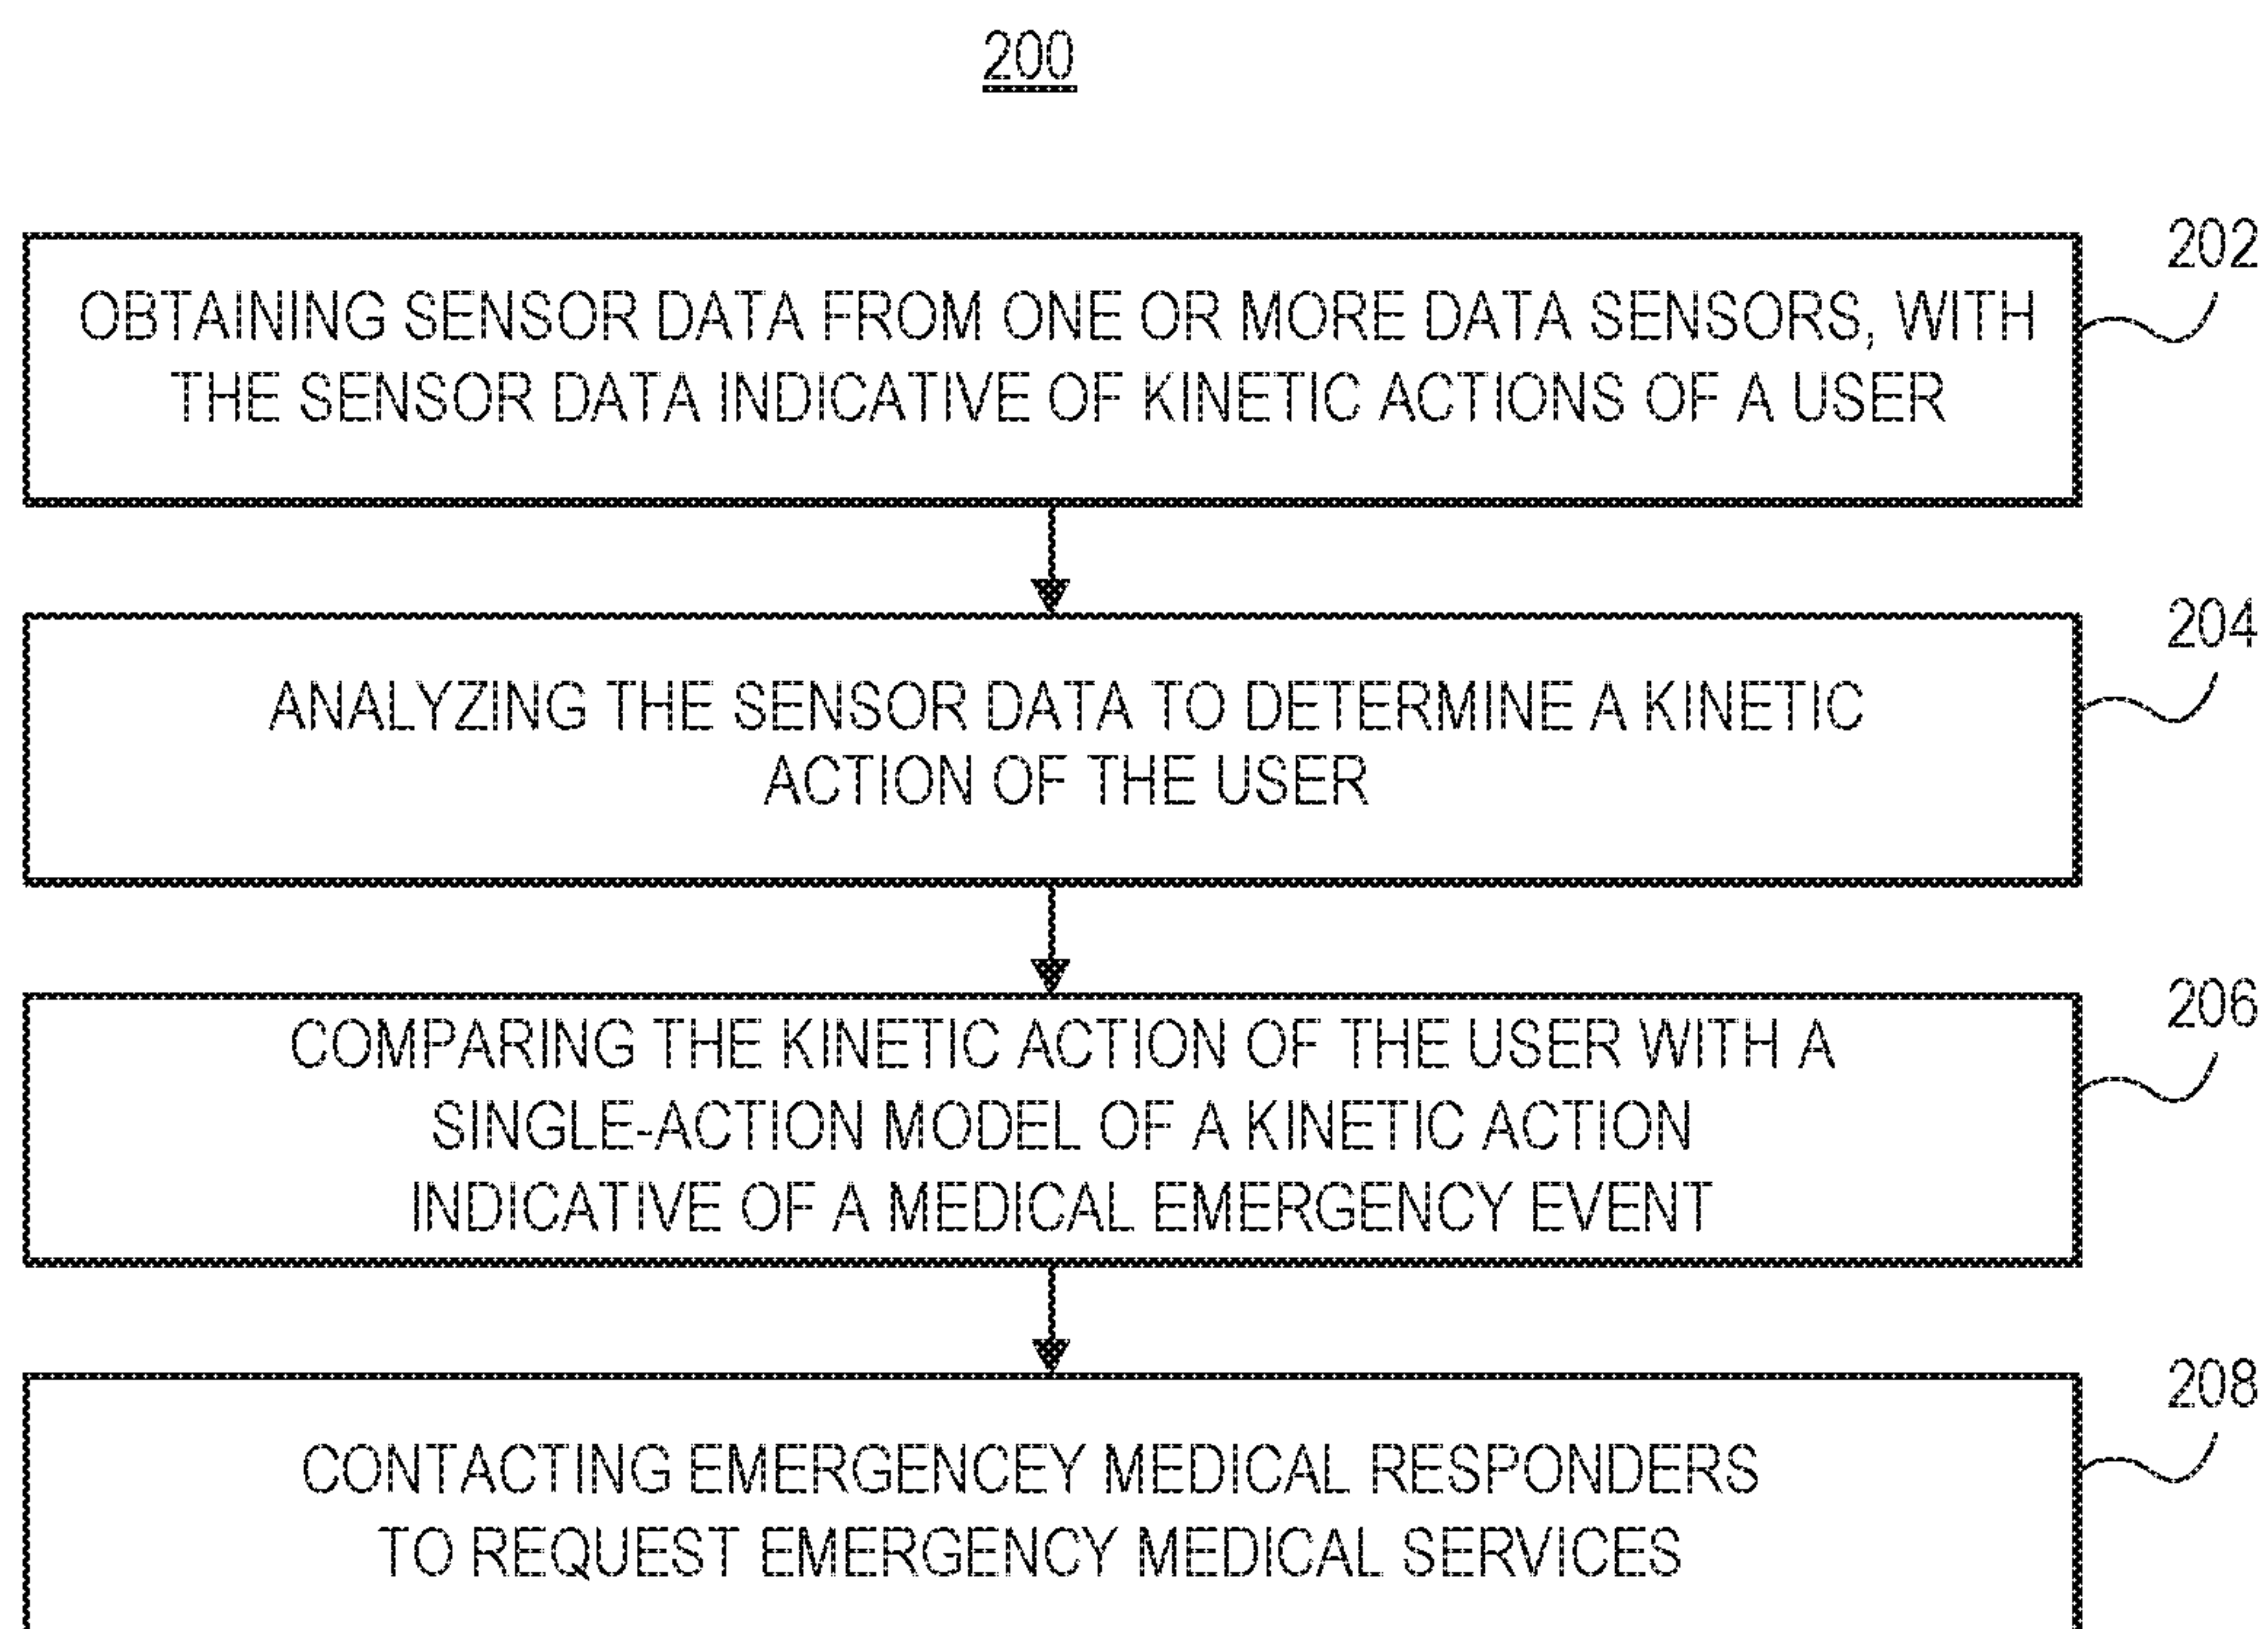 200
202
OBTAINING SENSOR DATA FROM ONE OR MORE DATA SENSORS, WITH
THE SENSOR DATA INDICATIVE OF KINETIC ACTIONS OF A USER
204
ANALYZING THE SENSOR DATA TO DETERMINE A KINETIC
ACTION OF THE USER
206
COMPARING THE KINETIC ACTION OF THE USER WITH A
SINGLE-ACTION MODEL OF A KINETIC ACTION
INDICATIVE OF A MEDICAL EMERGENCY EVENT
208
CONTACTING EMERGENCEY MEDICAL RESPONDERS
TO REQUEST EMERGENCY MEDICAL SERVICES